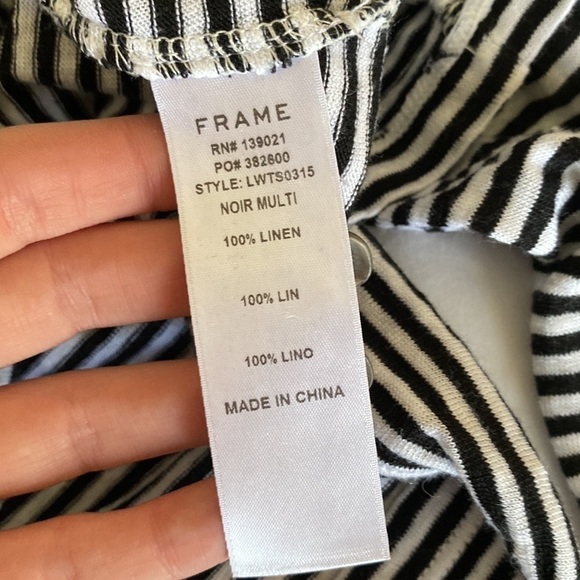 FRAME
RN# 139021
PO# 382600
STYLE: LWTS0315
NOIR MULTI
100% LINEN
100% LIN
100% LINO
MADE IN CHINA